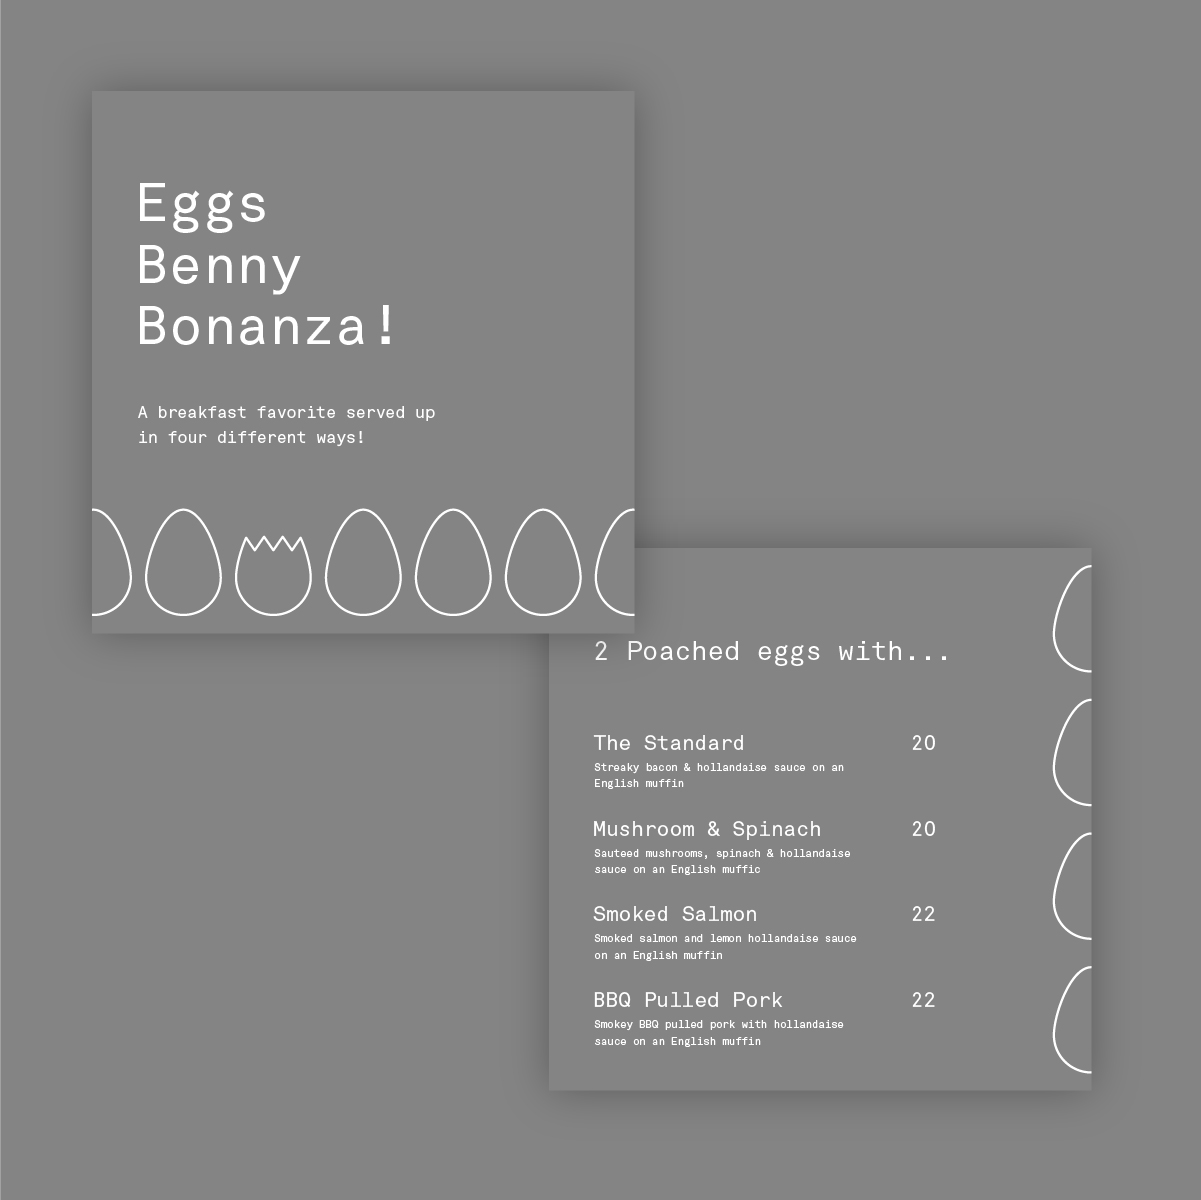 Eggs
Benny
Bonanza!
A breakfast favorite served up
in four different ways!
2 Poached eggs with...
The Standard 20
Streaky bacon & hollandaise sauce on an
English muffin
Mushroom & Spinach 20
Sauteed mushrooms, spinach & hollandaise
sauce on an English muffic
Smoked Salmon 22
Smoked salmon and lemon hollandaise sauce
on an English muffin
BBQ Pulled Pork 22
Smokey BBQ pulled pork with hollandaise
sauce on an English muffin